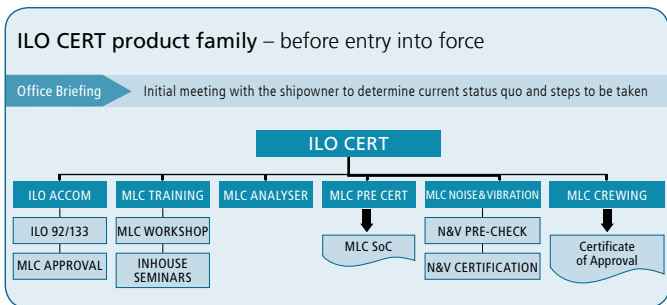 ILO CERT product family – before entry into force
Office Briefing Initial meeting with the shipowner to determine current status quo and steps to be taken
ILO CERT
ILO ACCOM MLC TRAINING MLC ANALYSER MLC PRE CERT MLC NOISE&VIBRATION MLC CREWING
ILO 92/133 MLC WORKSHOP MLC SoC N&V PRE-CHECK Certificate
of Approval
MLC APPROVAL INHOUSE
SEMINARS N&V CERTIFICATION